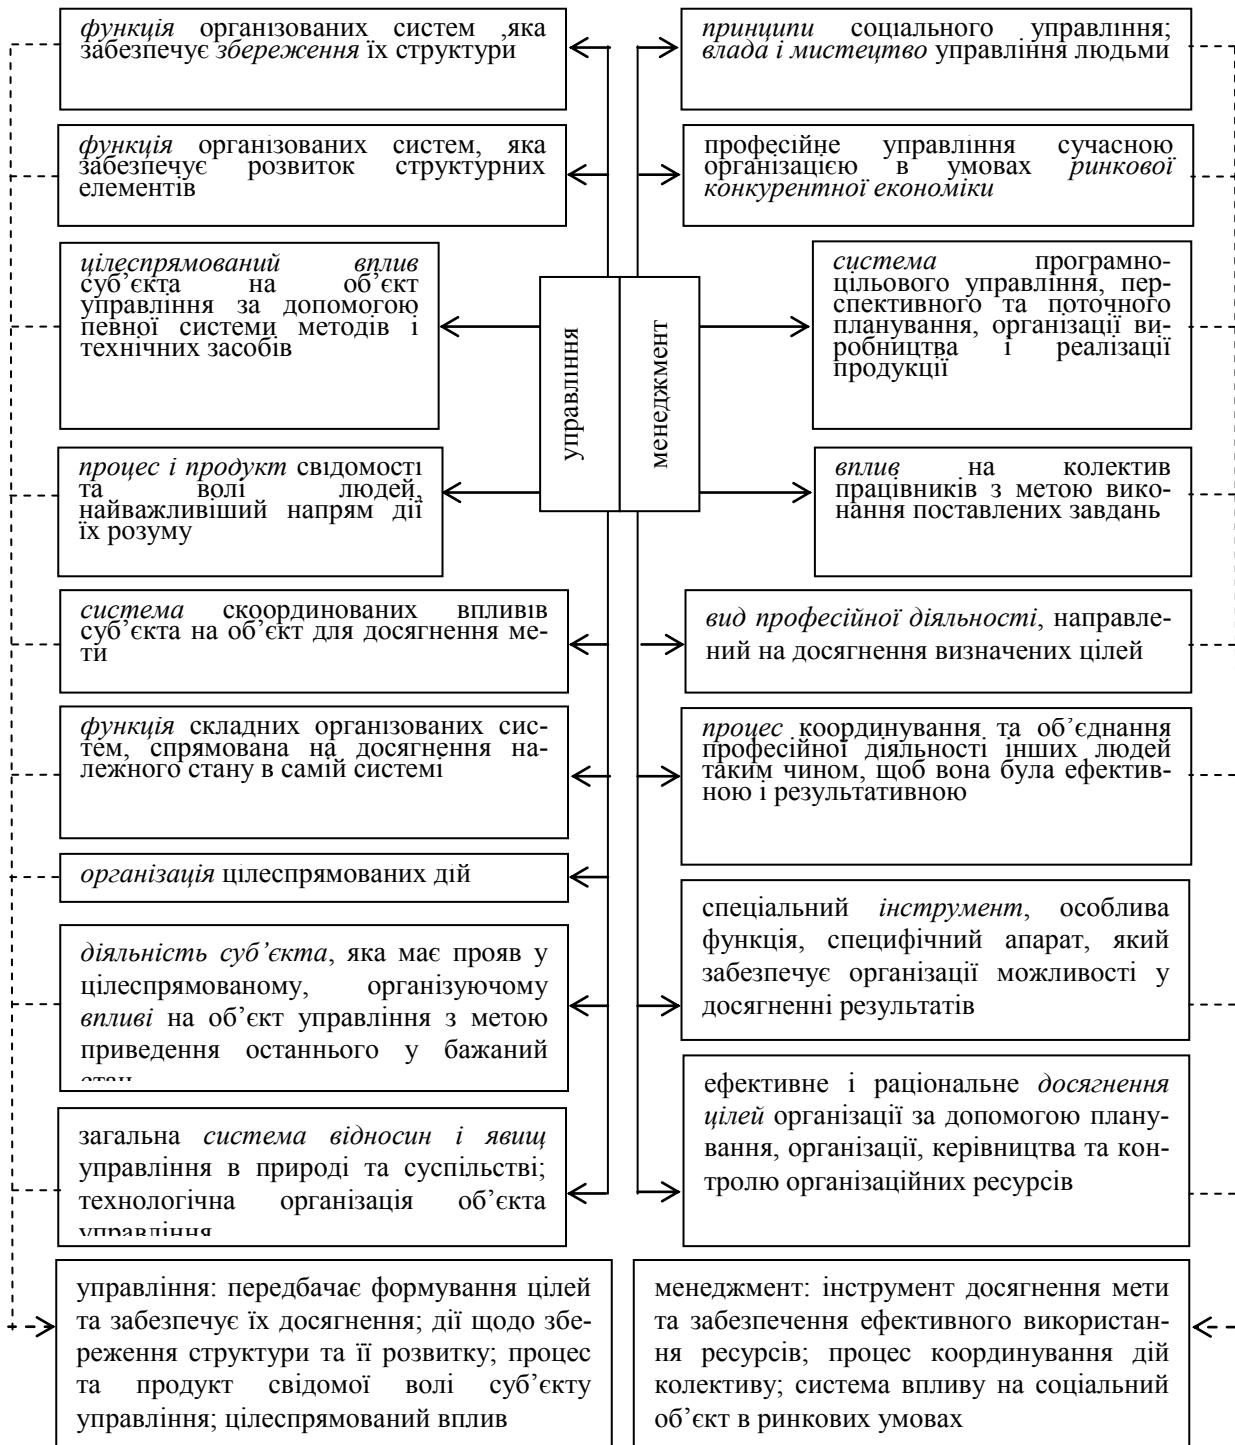 функція організованих систем ,яка
забезпечує збереження їх структури
функція організованих систем, яка
забезпечує розвиток структурних
елементів
цілеспрямований вплив
суб’єкта на об’єкт
управління за допомогою
певної системи методів і
технічних засобів
процес і продукт свідомості
та волі людей,
найважливіший напрям дії
їх розуму
система скоординованих впливів
суб’єкта на об’єкт для досягнення ме-
ти
функція складних організованих сис-
тем, спрямована на досягнення на-
лежного стану в самій системі
організація цілеспрямованих дій
діяльність суб’єкта, яка має прояв у
цілеспрямованому, організуючому
впливі на об’єкт управління з метою
приведення останнього у бажаний
стан
загальна система відносин і явищ
управління в природі та суспільстві;
технологічна організація об’єкта
управління
управління
менеджмент
принципи соціального управління;
влада і мистецтво управління людьми
професійне управління сучасною
організацією в умовах ринкової
конкурентної економіки
система програмно-
цільового управління, пер-
спективного та поточного
планування, організації ви-
робництва і реалізації
продукції
вплив на колектив
працівників з метою вико-
нання поставлених завдань
вид професійної діяльності, направле-
ний на досягнення визначених цілей
процес координування та об’єднання
професійної діяльності інших людей
таким чином, щоб вона була ефектив-
ною і результативною
спеціальний інструмент, особлива
функція, специфічний апарат, який
забезпечує організації можливості у
досягненні результатів
ефективне і раціональне досягнення
цілей організації за допомогою плану-
вання, організації, керівництва та кон-
тролю організаційних ресурсів
управління: передбачає формування цілей
та забезпечує їх досягнення; дії щодо збе-
реження структури та її розвитку; процес
та продукт свідомої волі суб’єкту
управління; цілеспрямований вплив
менеджмент: інструмент досягнення мети
та забезпечення ефективного використан-
ня ресурсів; процес координування дій
колективу; система впливу на соціальний
об’єкт в ринкових умовах